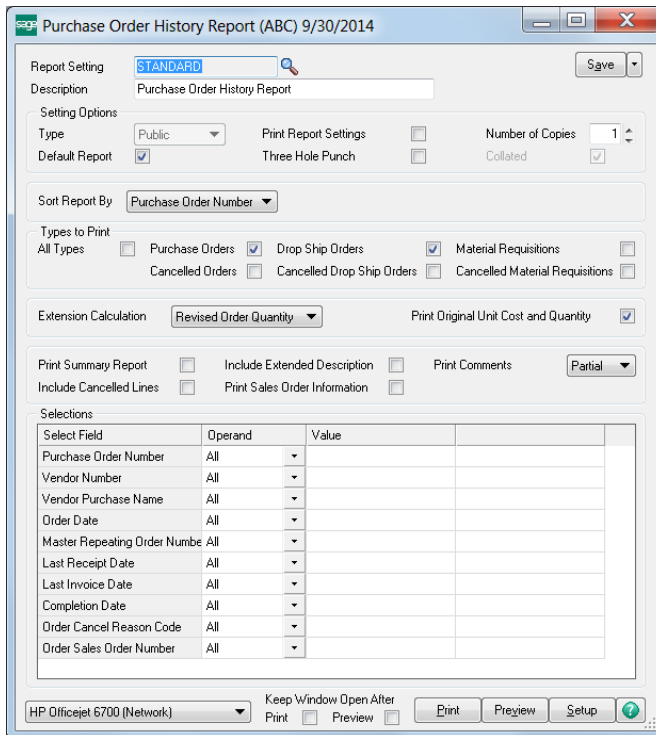 sage Purchase Order History Report (ABC) 9/30/2014
Report Setting STANDARD Save
Description Purchase Order History Report
Setting Options
Type Public Print Report Settings Number of Copies 1
Default Report Three Hole Punch Collated
Sort Report By Purchase Order Number
Types to Print
All Types Purchase Orders Drop Ship Orders Material Requisitions
Cancelled Orders Cancelled Drop Ship Orders Cancelled Material Requisitions
Extension Calculation Revised Order Quantity Print Original Unit Cost and Quantity
Print Summary Report Include Extended Description Print Comments Partial
Include Cancelled Lines Print Sales Order Information
Selections
Select Field Operand Value
Purchase Order Number All
Vendor Number All
Vendor Purchase Name All
Order Date All
Master Repeating Order Numbe All
Last Receipt Date All
Last Invoice Date All
Completion Date All
Order Cancel Reason Code All
Order Sales Order Number All
HP Officejet 6700 (Network) Keep Window Open After
Print Preview Print Preview Setup ?